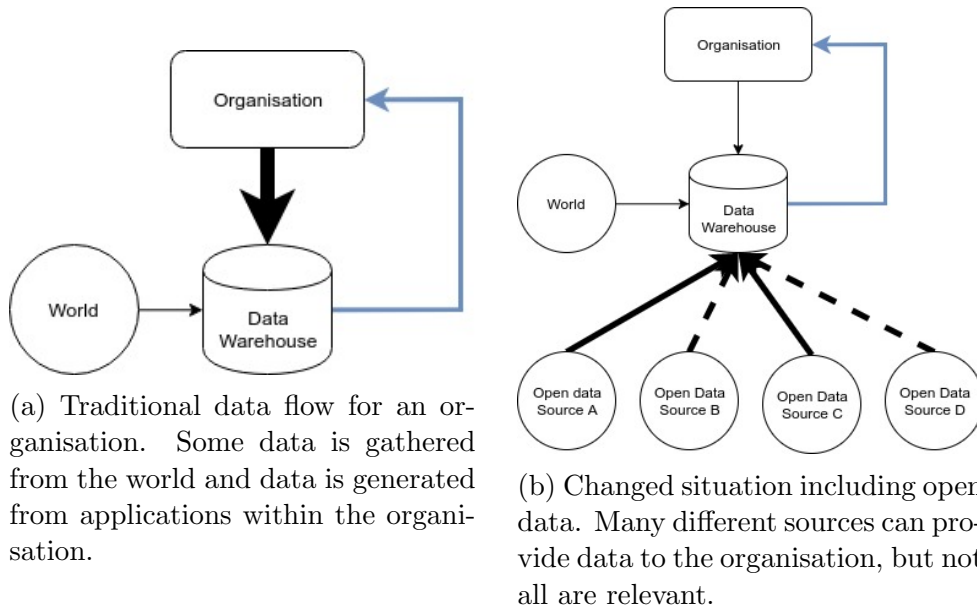 Organisation
World
Data
Warehouse
(a) Traditional data flow for an or-
ganisation. Some data is gathered
from the world and data is generated
from applications within the organi-
sation.
Organisation
World
Data
Warehouse
Open data
Source A
Open Data
Source B
Open Data
Source C
Open Data
Source D
(b) Changed situation including open
data. Many different sources can pro-
vide data to the organisation, but not
all are relevant.